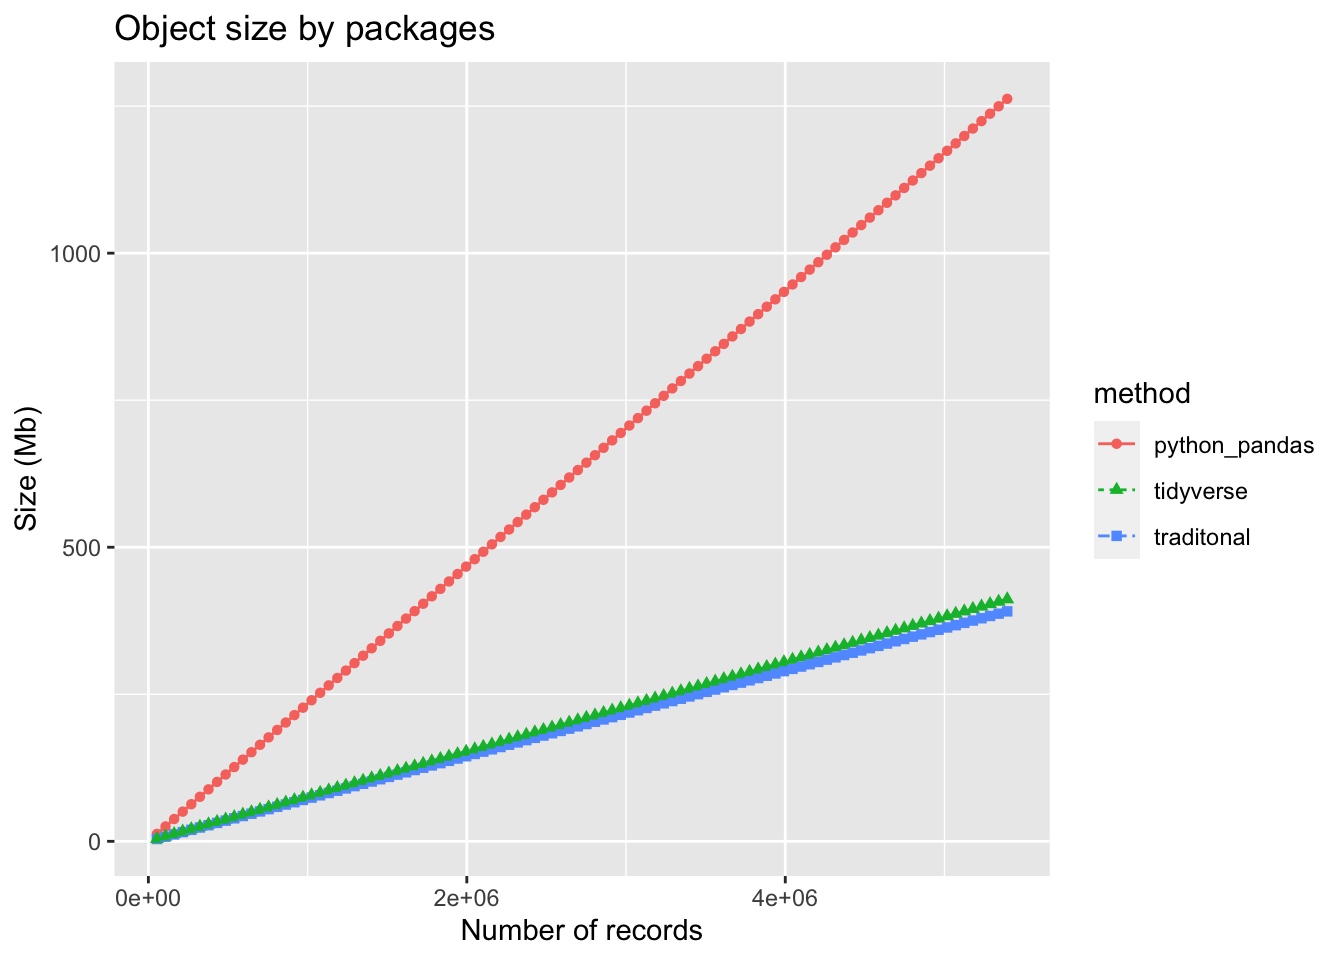 Object size by packages
1000
500
0
Size (Mb)
0e+00
2e+06
4e+06
Number of records
method
python_pandas
tidyverse
traditonal